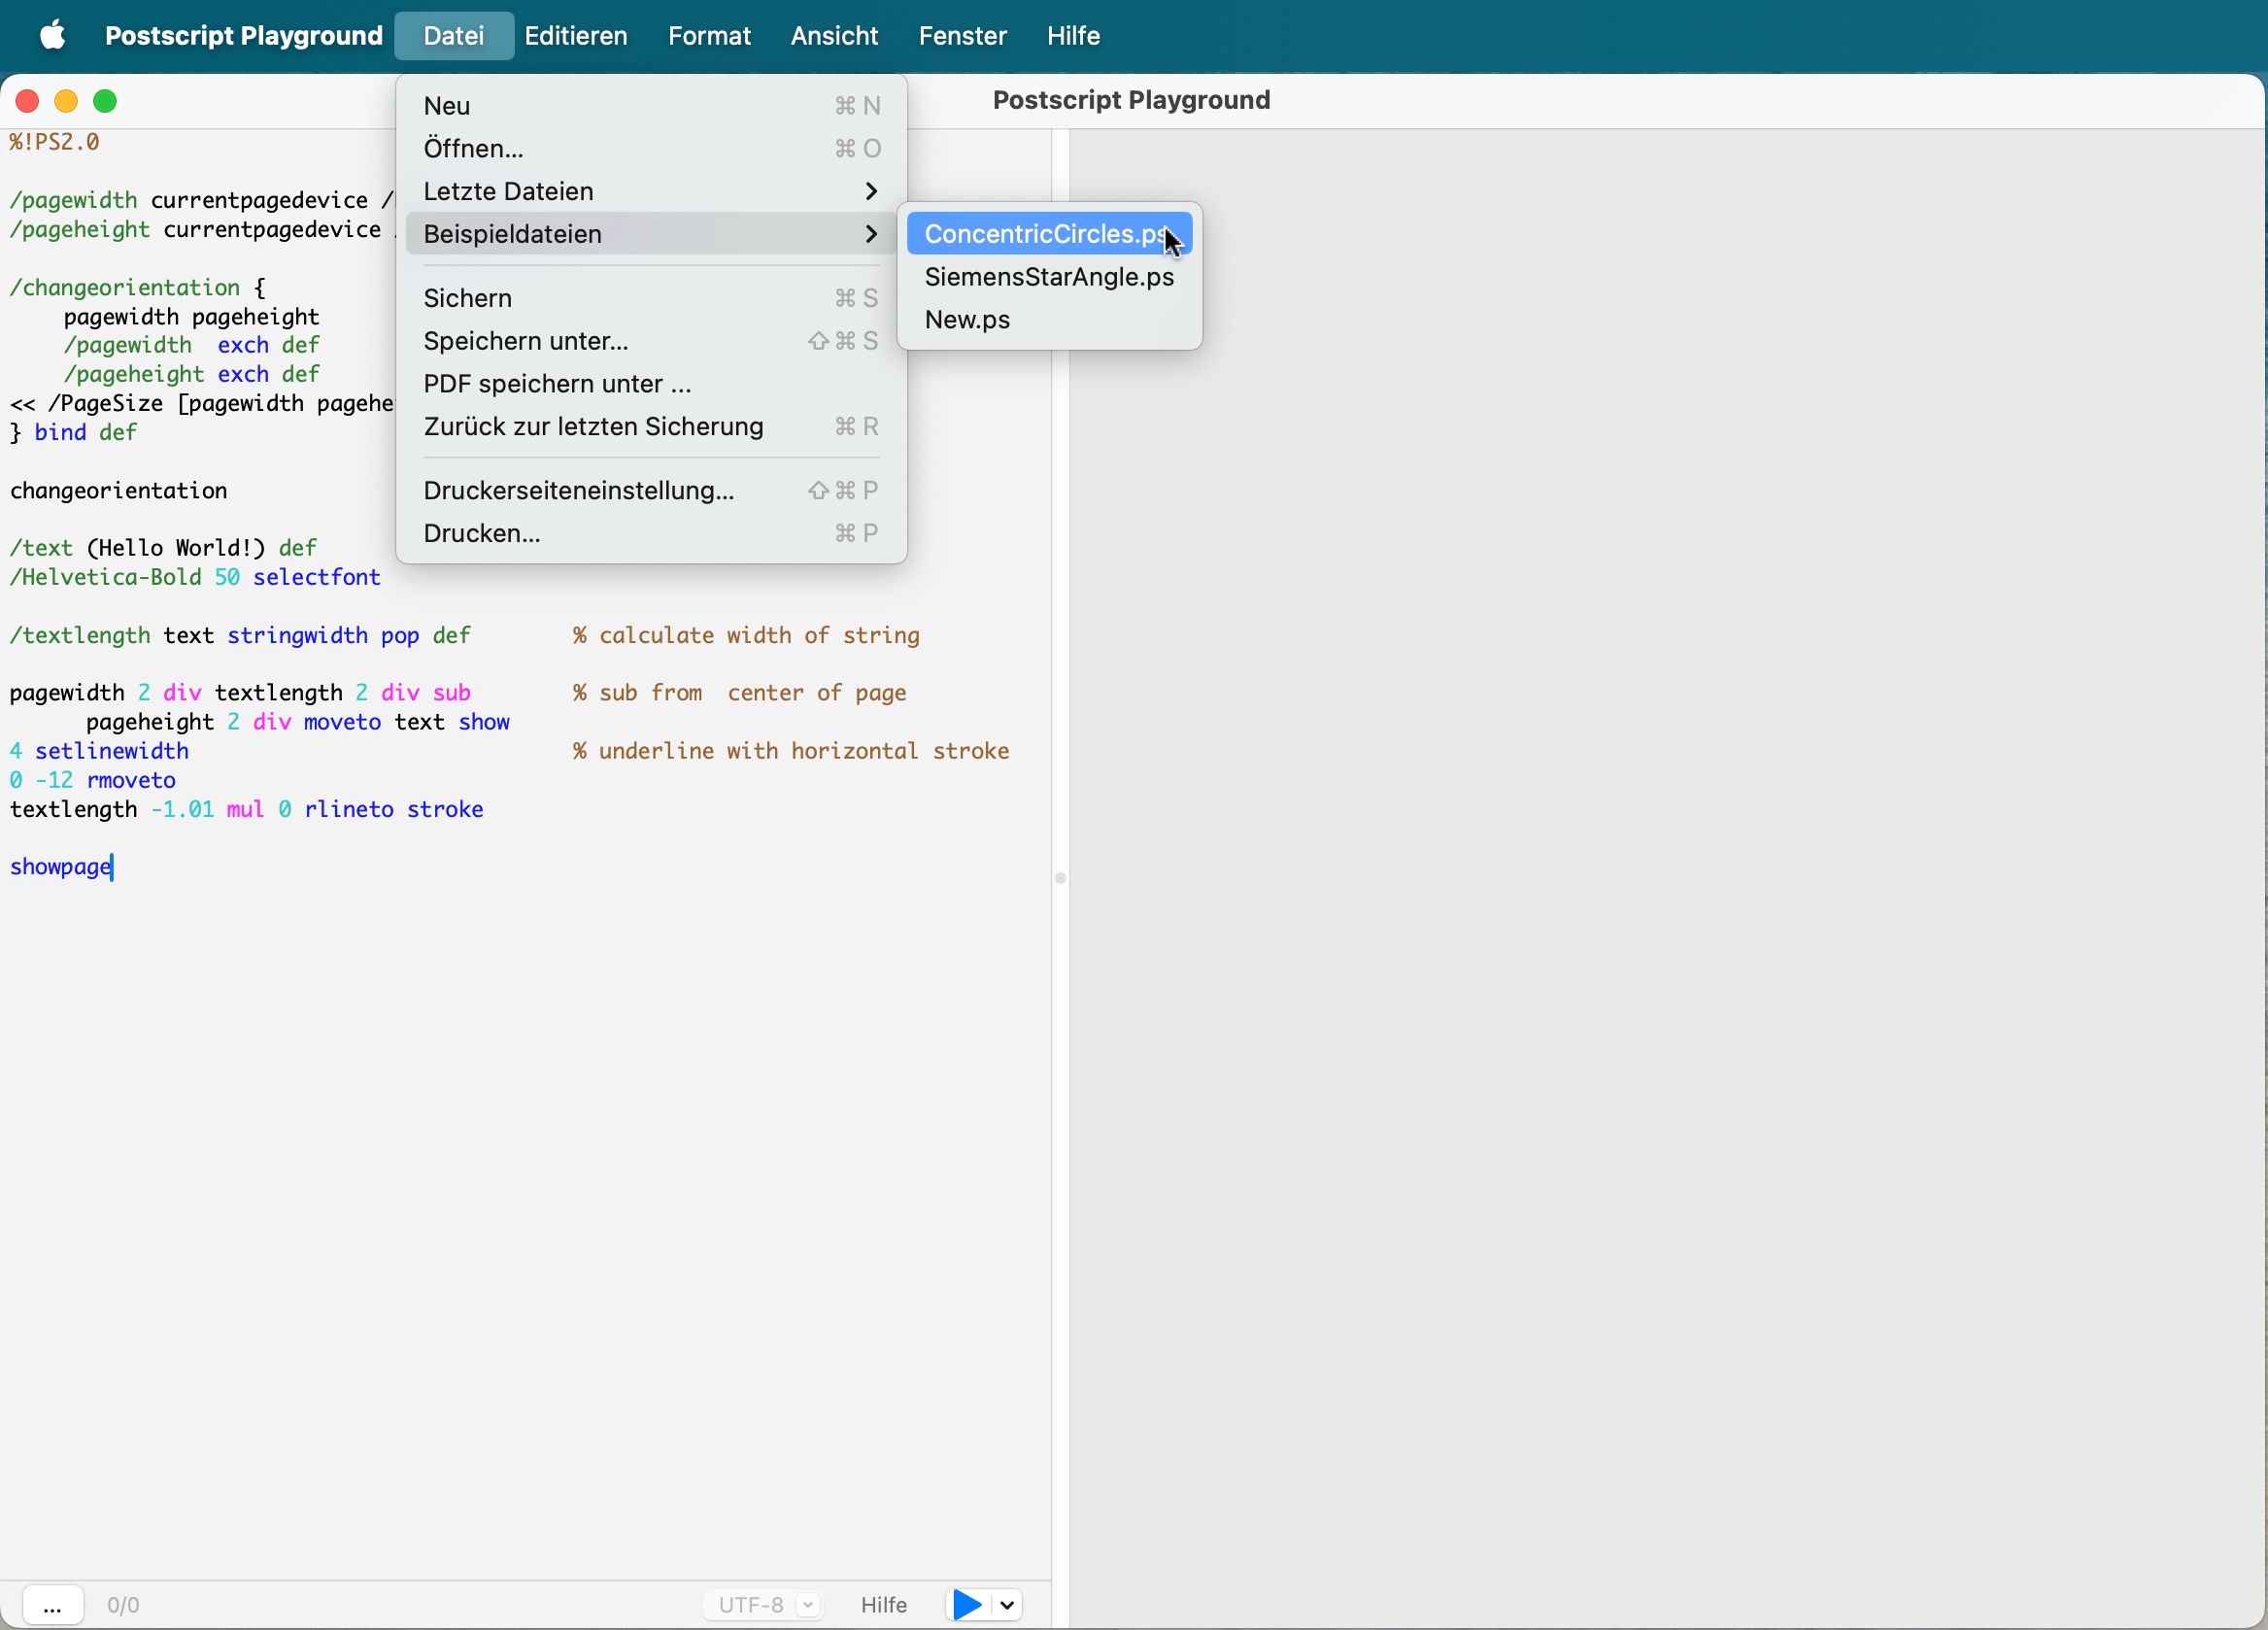 Postscript Playground Datei Editieren Format Ansicht Fenster Hilfe
Postscript Playground
Neu ⌘ N
Öffnen... ⌘ O
Letzte Dateien
Beispieldateien
Sichern ⌘ S
Speichern unter... ⇧ ⌘ S
PDF speichern unter ...
Zurück zur letzten Sicherung ⌘ R
Druckerseiteneinstellung... ⇧ ⌘ P
Drucken... ⌘ P
ConcentricCircles.ps
SiemensStarAngle.ps
New.ps
%!PS2.0
/pagewidth currentpagedevice /
/pageheight currentpagedevice
/changeorientation {
pagewidth pageheight
/pagewidth  exch def
/pageheight exch def
<< /PageSize [pagewidth pagehe
} bind def
changeorientation
/text (Hello World!) def
/Helvetica-Bold 50 selectfont
/textlength text stringwidth pop def % calculate width of string
pagewidth 2 div textlength 2 div sub % sub from  center of page
pageheight 2 div moveto text show
4 setlinewidth % underline with horizontal stroke
0 -12 rmoveto
textlength -1.01 mul 0 rlineto stroke
showpage
... 0/0 UTF-8 Hilfe